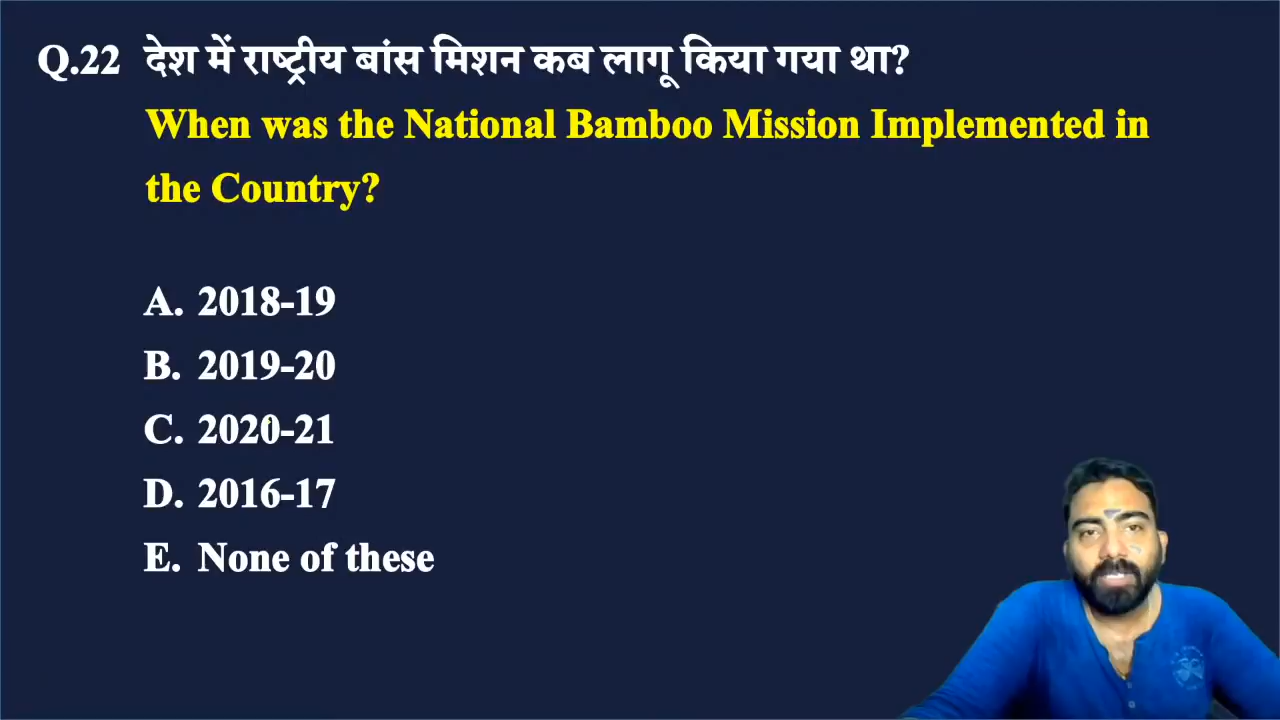 Q.22 देश में राष्ट्रीय बांस मिशन कब लागू किया गया था?
When was the National Bamboo Mission Implemented in
the Country?
A. 2018-19
B. 2019-20
C. 2020-21
D. 2016-17
E. None of these